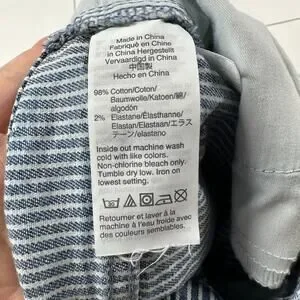 Made in China
Fabriqué en Chine
In China Hergestellt
Vervaardigd in China
中国製
Hecho en China
98% Cotton/Coton/
Baumwolle/Katoen/綿/
algodón
2% Elastane/Élasthanne/
Elastan/Elastaan/エラス
テーン/elastano
Inside out machine wash
cold with like colors.
Non-chlorine bleach only.
Tumble dry low. Iron on
lowest setting.
Retourner et laver à la
machine à l'eau froide avec
des couleurs semblables.